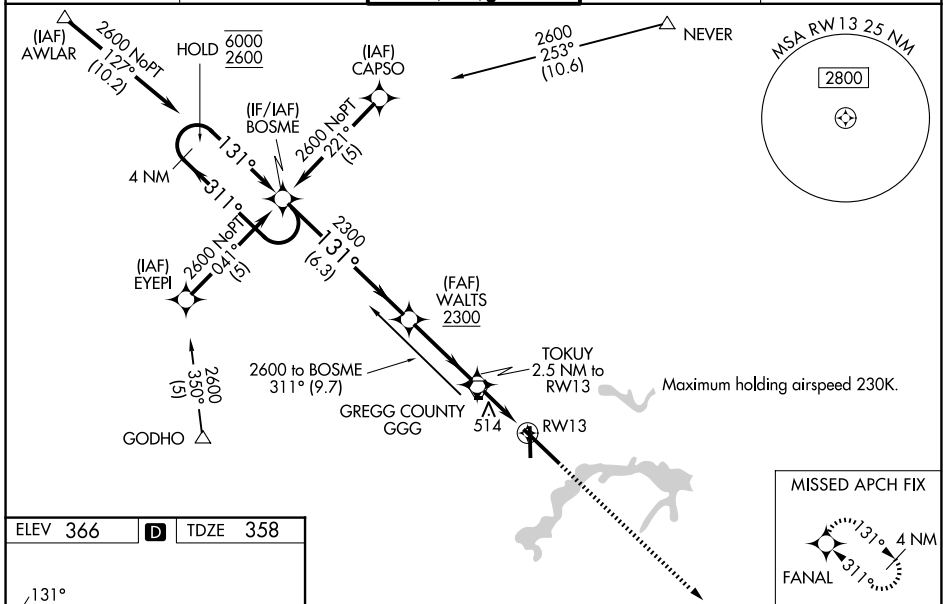 (IAF)
AWLAR
2600 NoPT
127°
(10.2)
HOLD
6000
2600
(IAF)
CAPSO
2600
253°
(10.6)
NEVER
MSA RW 13 25 NM
2800
(IF/IAF)
BOSME
2600 NoPT
221°
(5)
131°
4 NM
311°
2600 NoPT
041°
(5)
(IAF)
EYEPI
2300
131°
(6.3)
(FAF)
WALTS
2300
2600
350°
(5)
GODHO
2600 to BOSME
311° (9.7)
TOKUY
2.5 NM to
RW13
Maximum holding airspeed 230K.
GREGG COUNTY
GGG
514
RW13
MISSED APCH FIX
131°
4 NM
311°
FANAL
ELEV 366
D
TDZE 358
131°